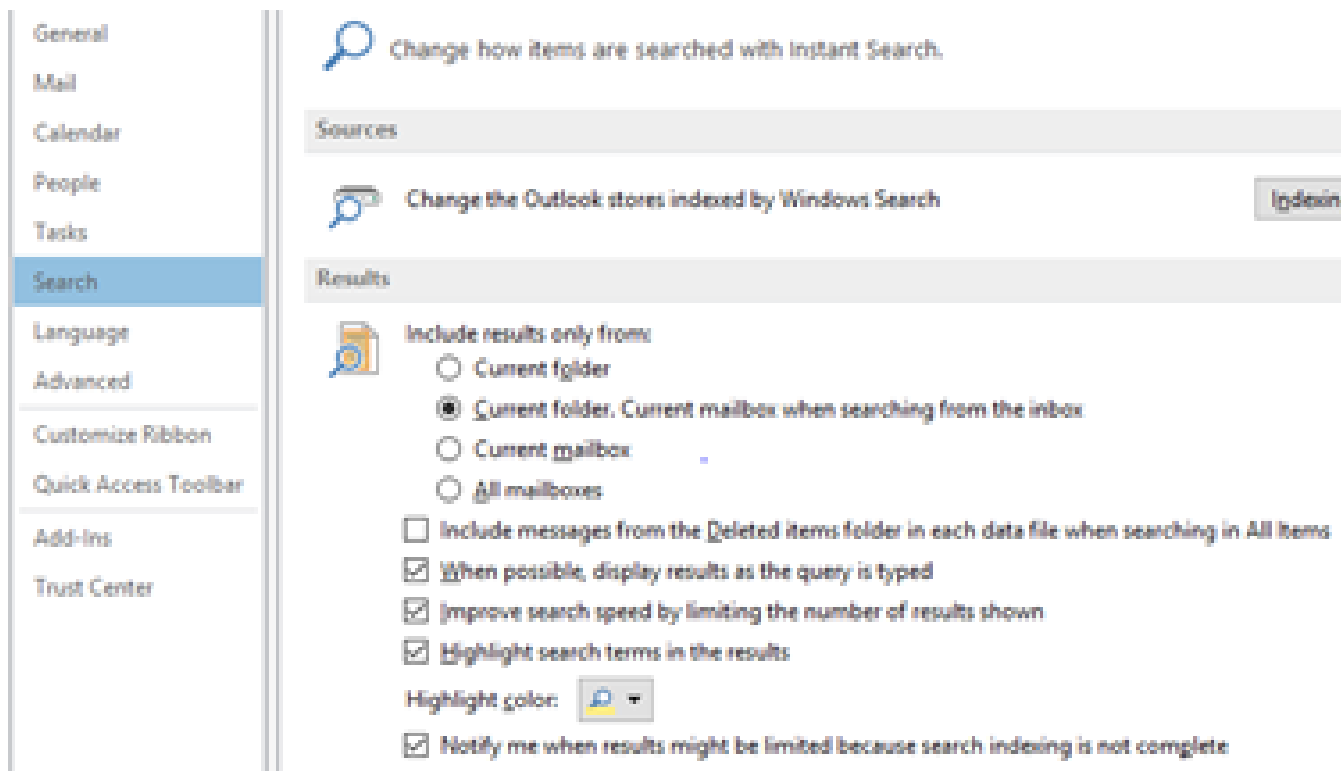 General
Mail
Calendar
People
Tasks
Search
Language
Advanced
Customize Ribbon
Quick Access Toolbar
Add-Ins
Trust Center
Change how items are searched with Instant Search.
Sources
Change the Outlook stores indexed by Windows Search
Indexin
Results
Include results only from:
Current folder
Current folder. Current mailbox when searching from the inbox
Current mailbox
All mailboxes
Include messages from the Deleted items folder in each data file when searching in All Items
When possible, display results as the query is typed
Improve search speed by limiting the number of results shown
Highlight search terms in the results
Highlight color:
Notify me when results might be limited because search indexing is not complete